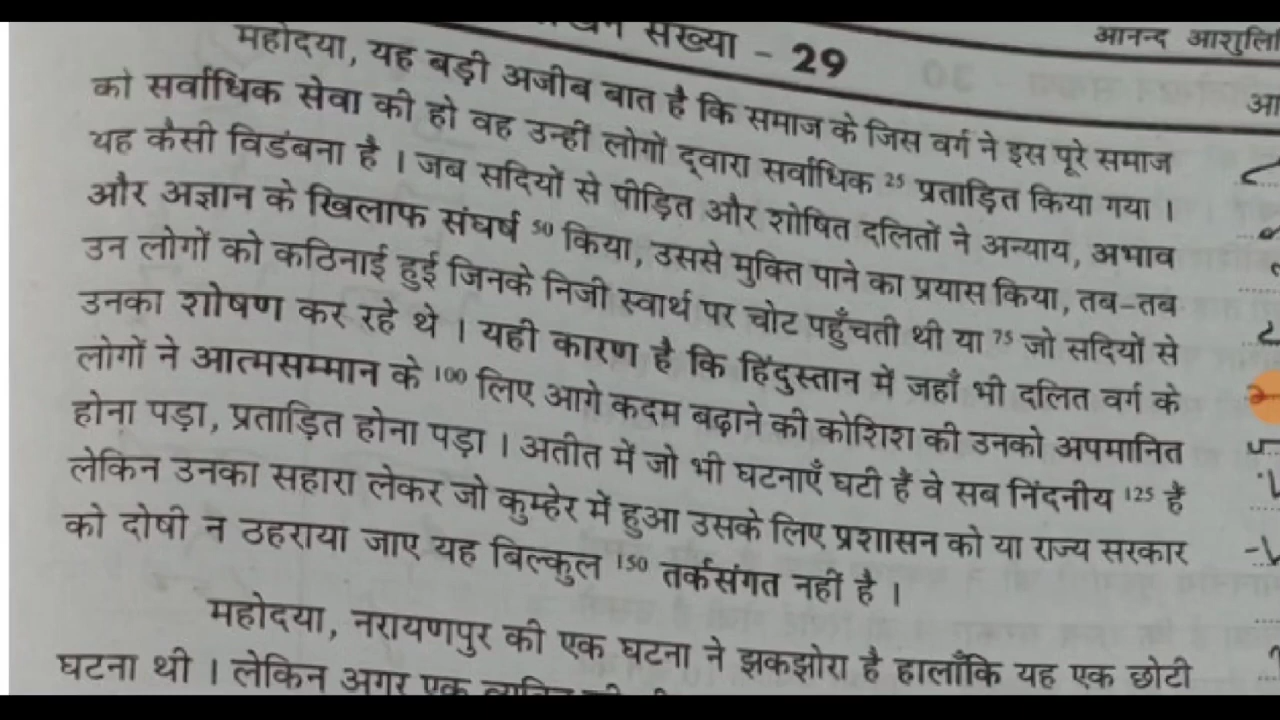 संख्या - 29
आनन्द आशुलि
महोदया, यह बड़ी अजीब बात है कि समाज के जिस वर्ग ने इस पूरे समाज
की सर्वाधिक सेवा की हो वह उन्हीं लोगों द्वारा सर्वाधिक 25 प्रताड़ित किया गया ।
यह कैसी विडंबना है । जब सदियों से पीड़ित और शोषित दलितों ने अन्याय, अभाव
और अज्ञान के खिलाफ संघर्ष 50 किया, उससे मुक्ति पाने का प्रयास किया, तब-तब
उन लोगों को कठिनाई हुई जिनके निजी स्वार्थ पर चोट पहुँचती थी या 75 जो सदियों से
उनका शोषण कर रहे थे । यही कारण है कि हिंदुस्तान में जहाँ भी दलित वर्ग के
लोगों ने आत्मसम्मान के 100 लिए आगे कदम बढ़ाने की कोशिश की उनको अपमानित
होना पड़ा, प्रताड़ित होना पड़ा । अतीत में जो भी घटनाएँ घटी हैं वे सब निंदनीय 125 हैं
लेकिन उनका सहारा लेकर जो कुम्हेर में हुआ उसके लिए प्रशासन को या राज्य सरकार
को दोषी न ठहराया जाए यह बिल्कुल 150 तर्कसंगत नहीं है ।
महोदया, नरायणपुर की एक घटना ने झकझोरा है हालाँकि यह एक छोटी
घटना थी । लेकिन अगर एक